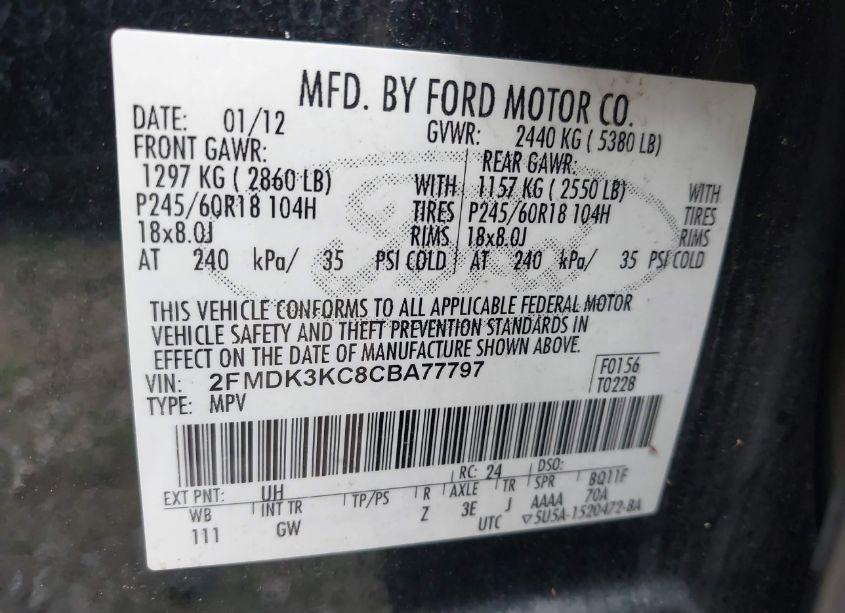 MFD. BY FORD MOTOR CO.
DATE: 01/12 GVWR: 2440 KG ( 5380 LB)
FRONT GAWR: REAR GAWR:
1297 KG ( 2860 LB) WITH 1157 KG ( 2550 LB) WITH
P245/60R18 104H TIRES P245/60R18 104H TIRES
18x8.0J RIMS 18x8.0J RIMS
AT 240 kPa/ 35 PSI COLD AT 240 kPa/ 35 PSI COLD
THIS VEHICLE CONFORMS TO ALL APPLICABLE FEDERAL MOTOR
VEHICLE SAFETY AND THEFT PREVENTION STANDARDS IN
EFFECT ON THE DATE OF MANUFACTURE SHOWN ABOVE.
VIN: 2FMDK3KC8CBA77797 F0156
TYPE: MPV T0228
RC: 24 DSO:
EXT PNT: UH BQ11F
WB INT TR TP/PS R AXLE TR SPR 70A
111 GW Z 3E J AAAA
UTC ▽5U5A-1520472-BA